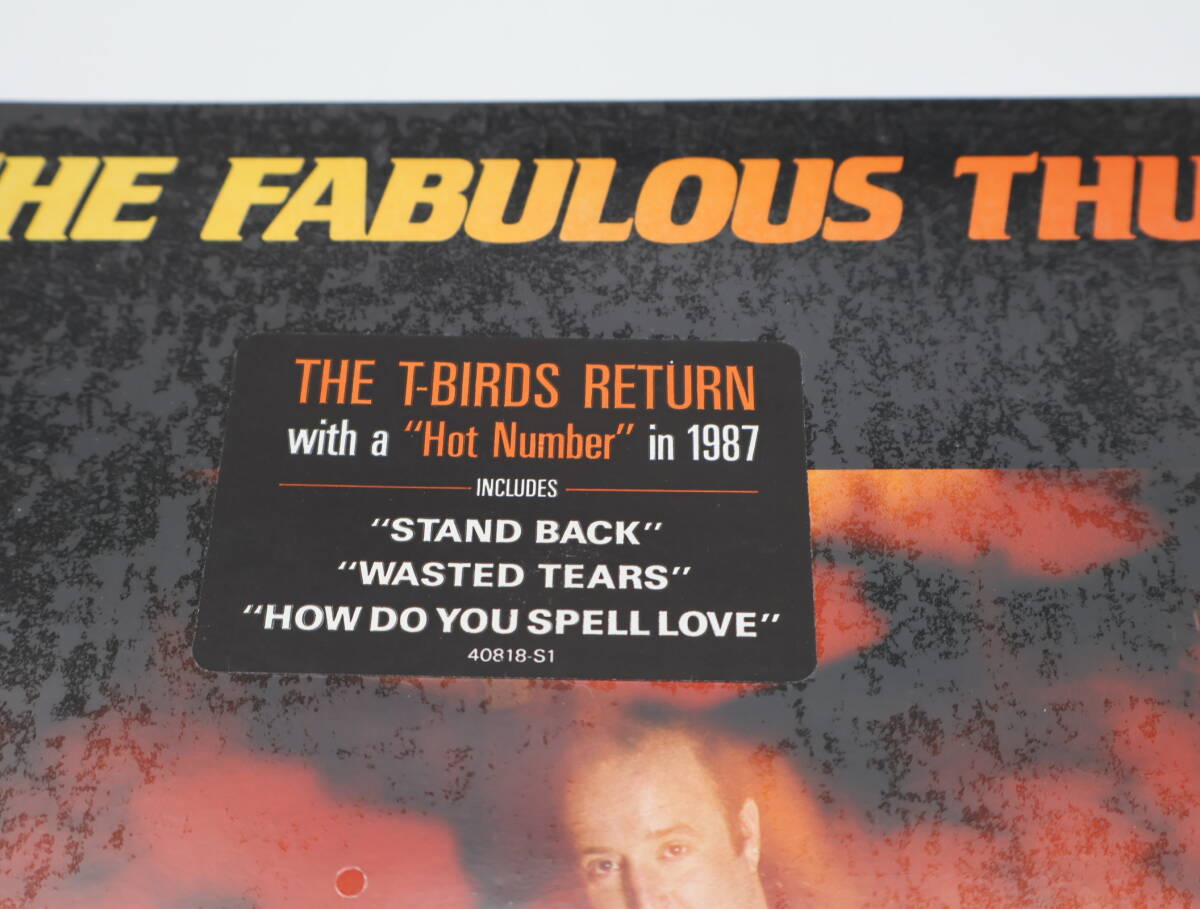 THE FABULOUS THU
THE T-BIRDS RETURN
with a "Hot Number" in 1987
INCLUDES
"STAND BACK"
"WASTED TEARS"
"HOW DO YOU SPELL LOVE"
40818-S1